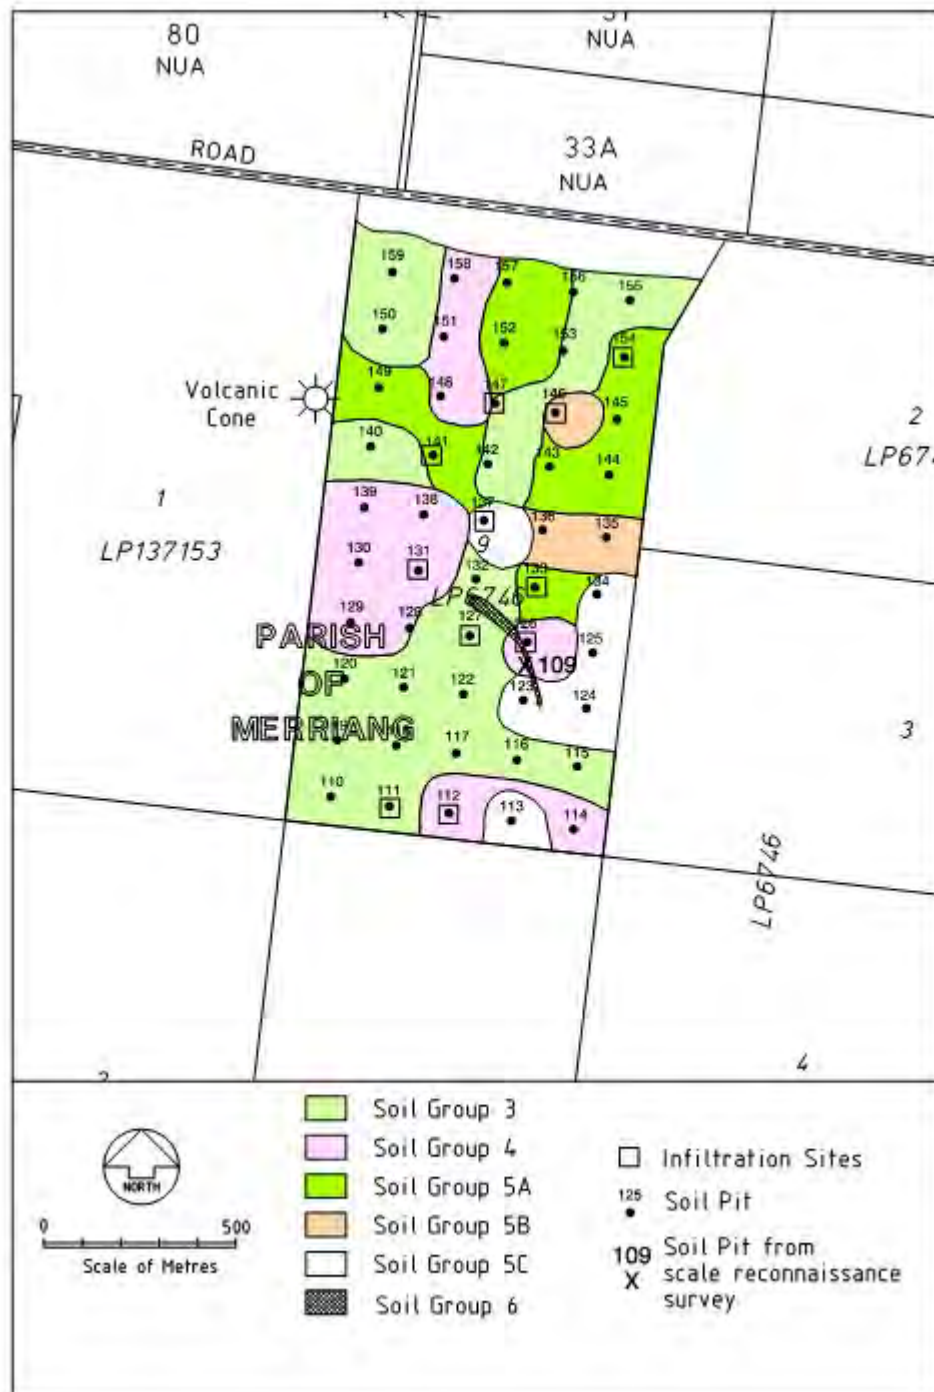 80
NUA
NUA
ROAD
33A
NUA
159
158
157
156
155
150
151
152
153
154
Volcanic
Cone
149
148
147
146
145
140
141
142
143
144
2
1
LP137153
139
138
137
136
135
9
130
131
132
133
134
LP6746
129
128
127
125
PARISH
109
120
121
122
123
124
OF
MERRIANG
117
116
115
3
110
111
112
113
114
LP6746
4
Soil Group 3
Soil Group 4
Soil Group 5A
Soil Group 5B
Soil Group 5C
Soil Group 6
NORTH
0 500
Scale of Metres
Infiltration Sites
125
Soil Pit
109
X
Soil Pit from
scale reconnaissance
survey